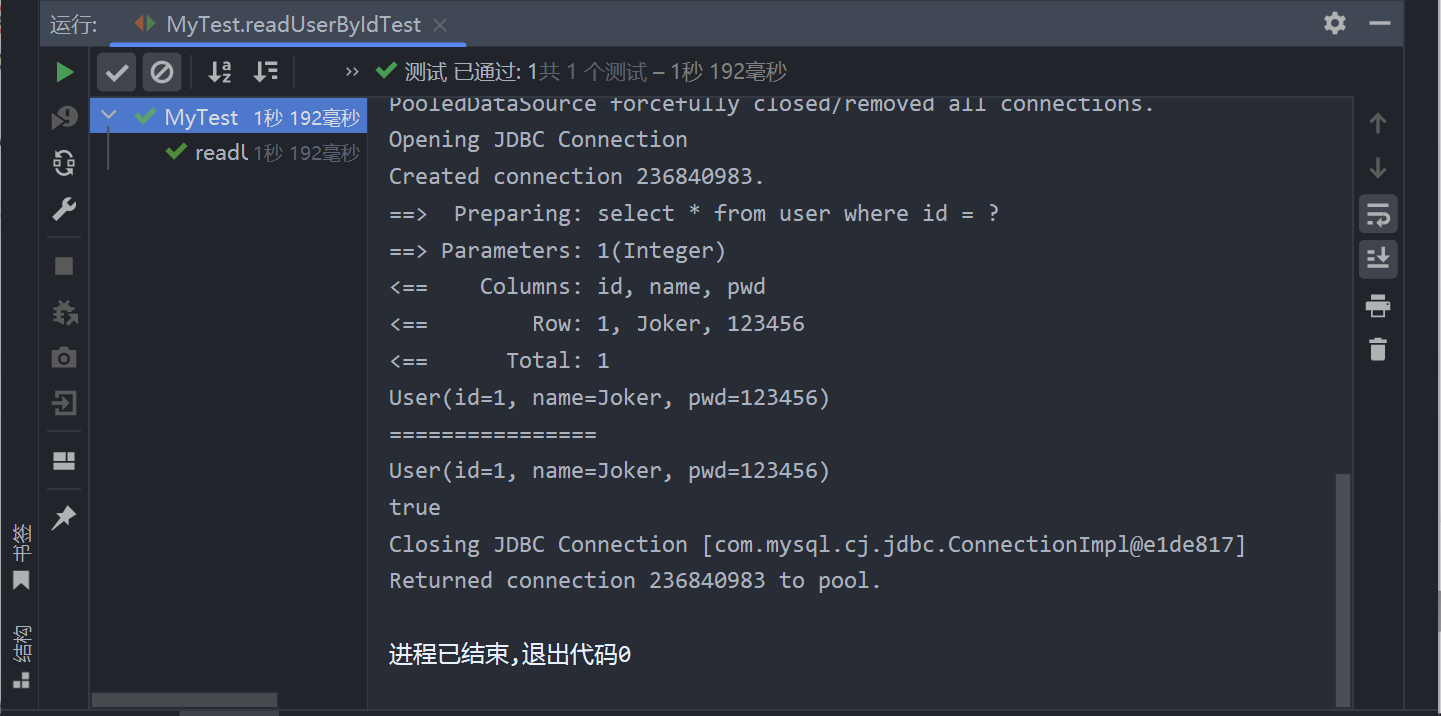 运行: MyTest.readUserByIdTest
测试 已通过: 1共 1 个测试 – 1秒 192毫秒
MyTest 1秒 192毫秒
readl 1秒 192毫秒
PooledDataSource forcefully closed/removed all connections.
Opening JDBC Connection
Created connection 236840983.
==>  Preparing: select * from user where id = ?
==> Parameters: 1(Integer)
<==    Columns: id, name, pwd
<==        Row: 1, Joker, 123456
<==      Total: 1
User(id=1, name=Joker, pwd=123456)
================
User(id=1, name=Joker, pwd=123456)
true
Closing JDBC Connection [com.mysql.cj.jdbc.ConnectionImpl@e1de817]
Returned connection 236840983 to pool.
进程已结束,退出代码0
书签
结构